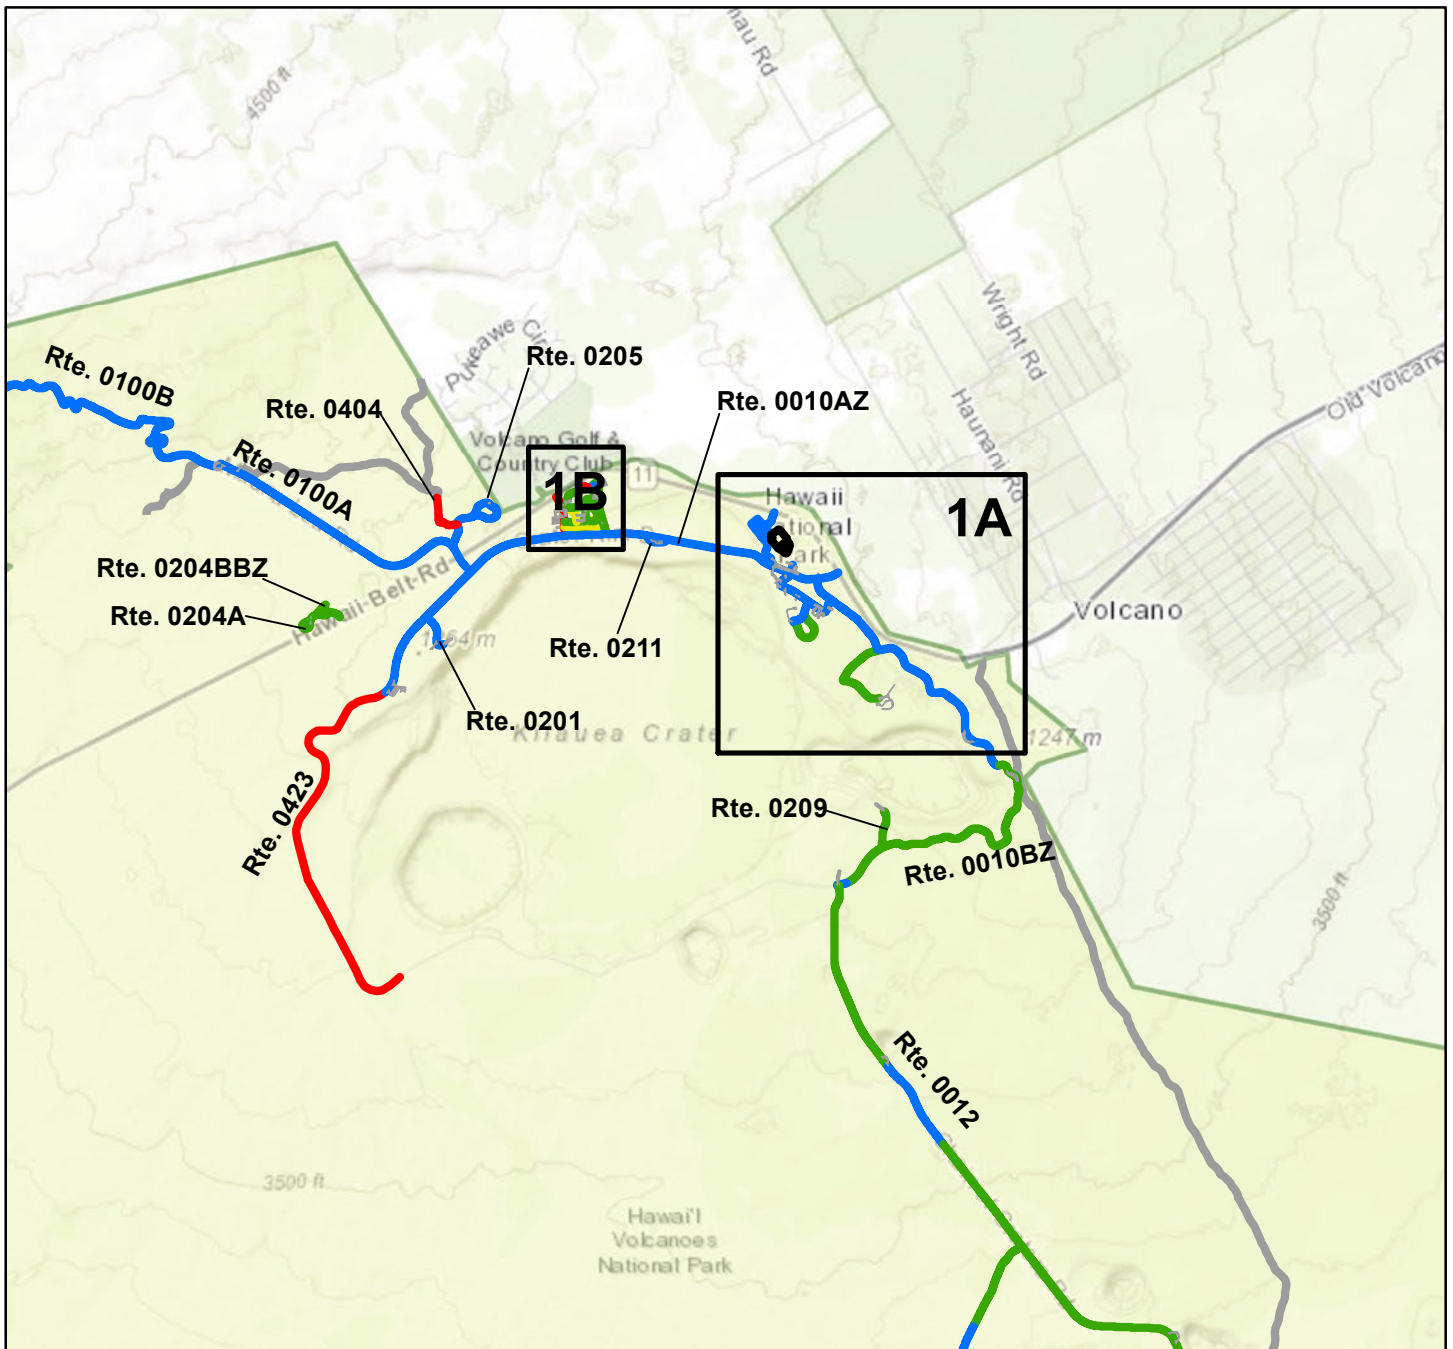 4500 ft
mau Rd
Wright Rd
Haunani Rd
Old Volcano
Rte. 0100B
Rte. 0404
Rte. 0100A
Pukeawe Cir
Rte. 0205
Rte. 0010AZ
Volcano Golf &
Country Club
1B
11
Hawaii
National
Park
1A
Rte. 0204BBZ
Rte. 0204A
Hawaii-Belt-Rd
Rte. 0211
Volcano
Rte. 0201
Kilauea Crater
1247 m
Rte. 0423
Rte. 0209
Rte. 0010BZ
3500 ft
Rte. 0012
3500 ft
Hawai'I
Volcanoes
National Park